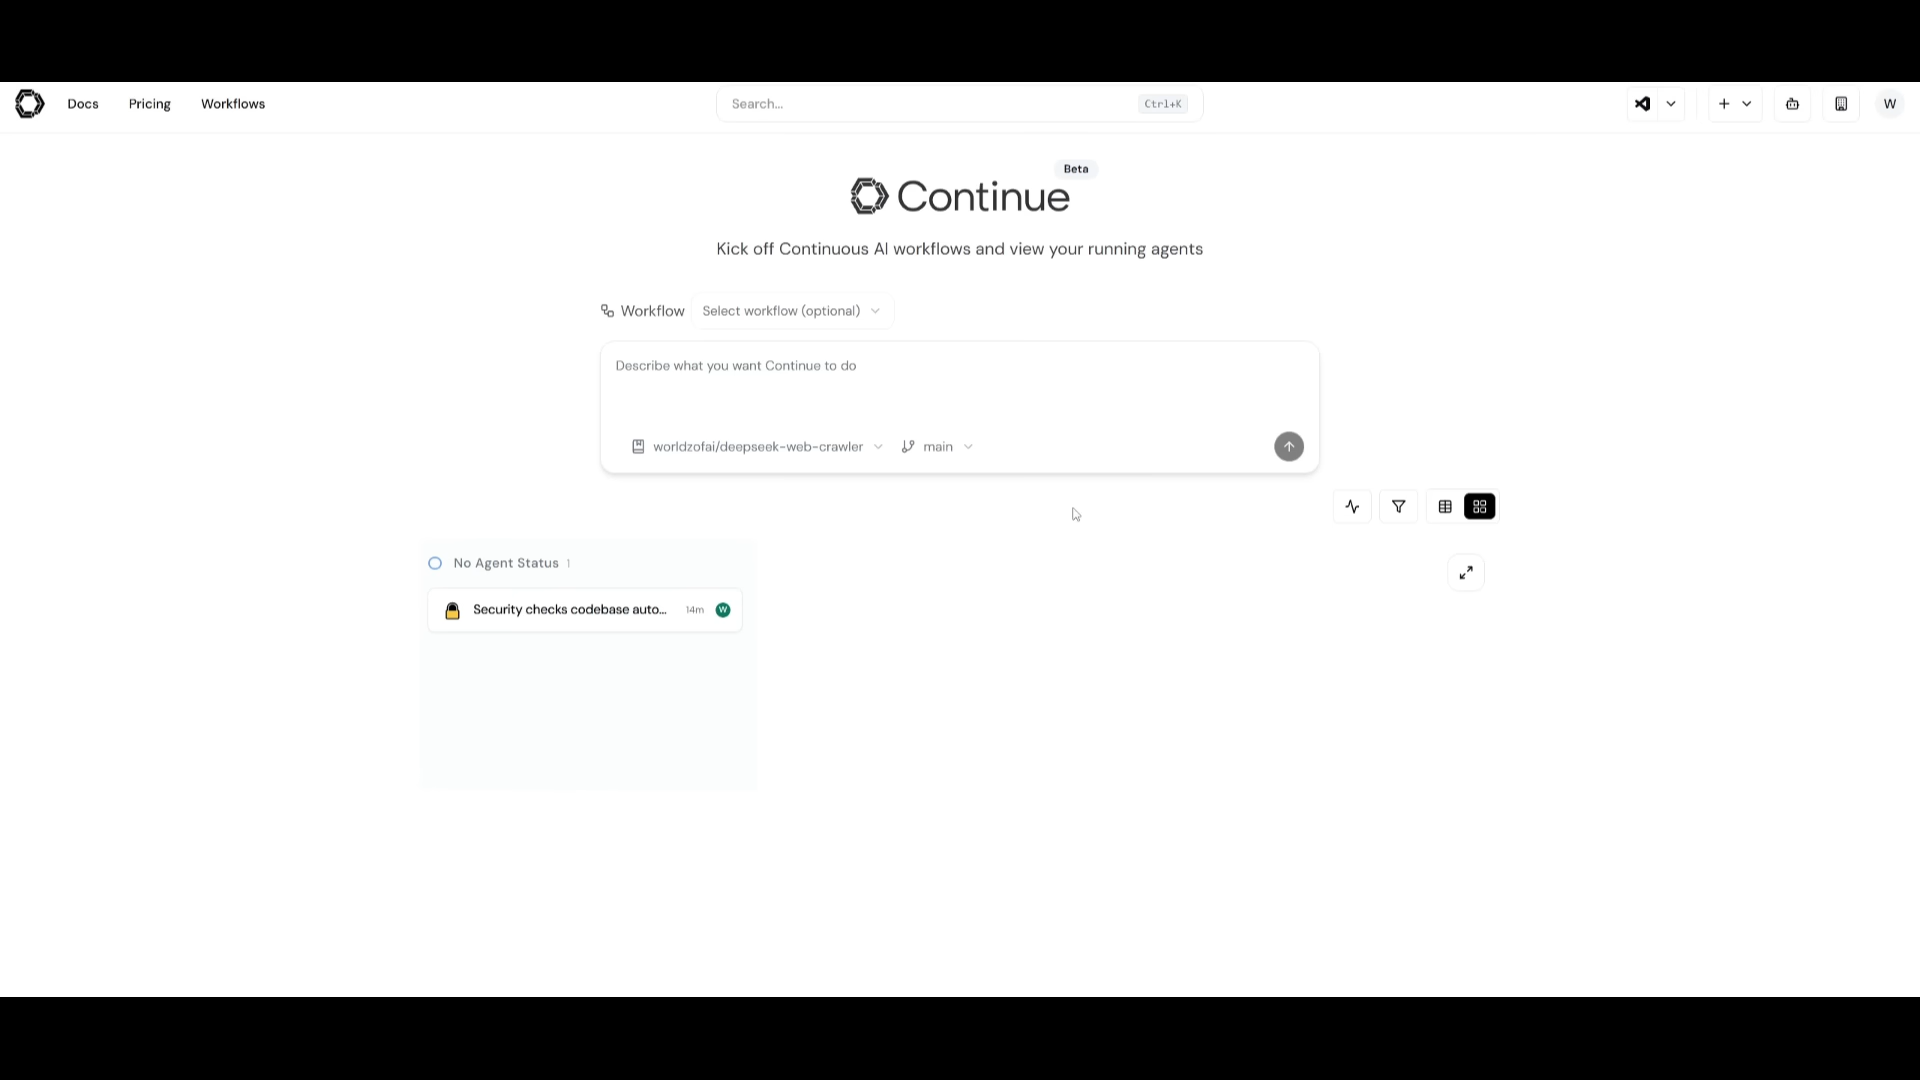 Docs Pricing Workflows Search... Ctrl+K W
Beta
Continue
Kick off Continuous AI workflows and view your running agents
Workflow Select workflow (optional)
Describe what you want Continue to do
worldzofai/deepseek-web-crawler main
No Agent Status 1
Security checks codebase auto... 14m W